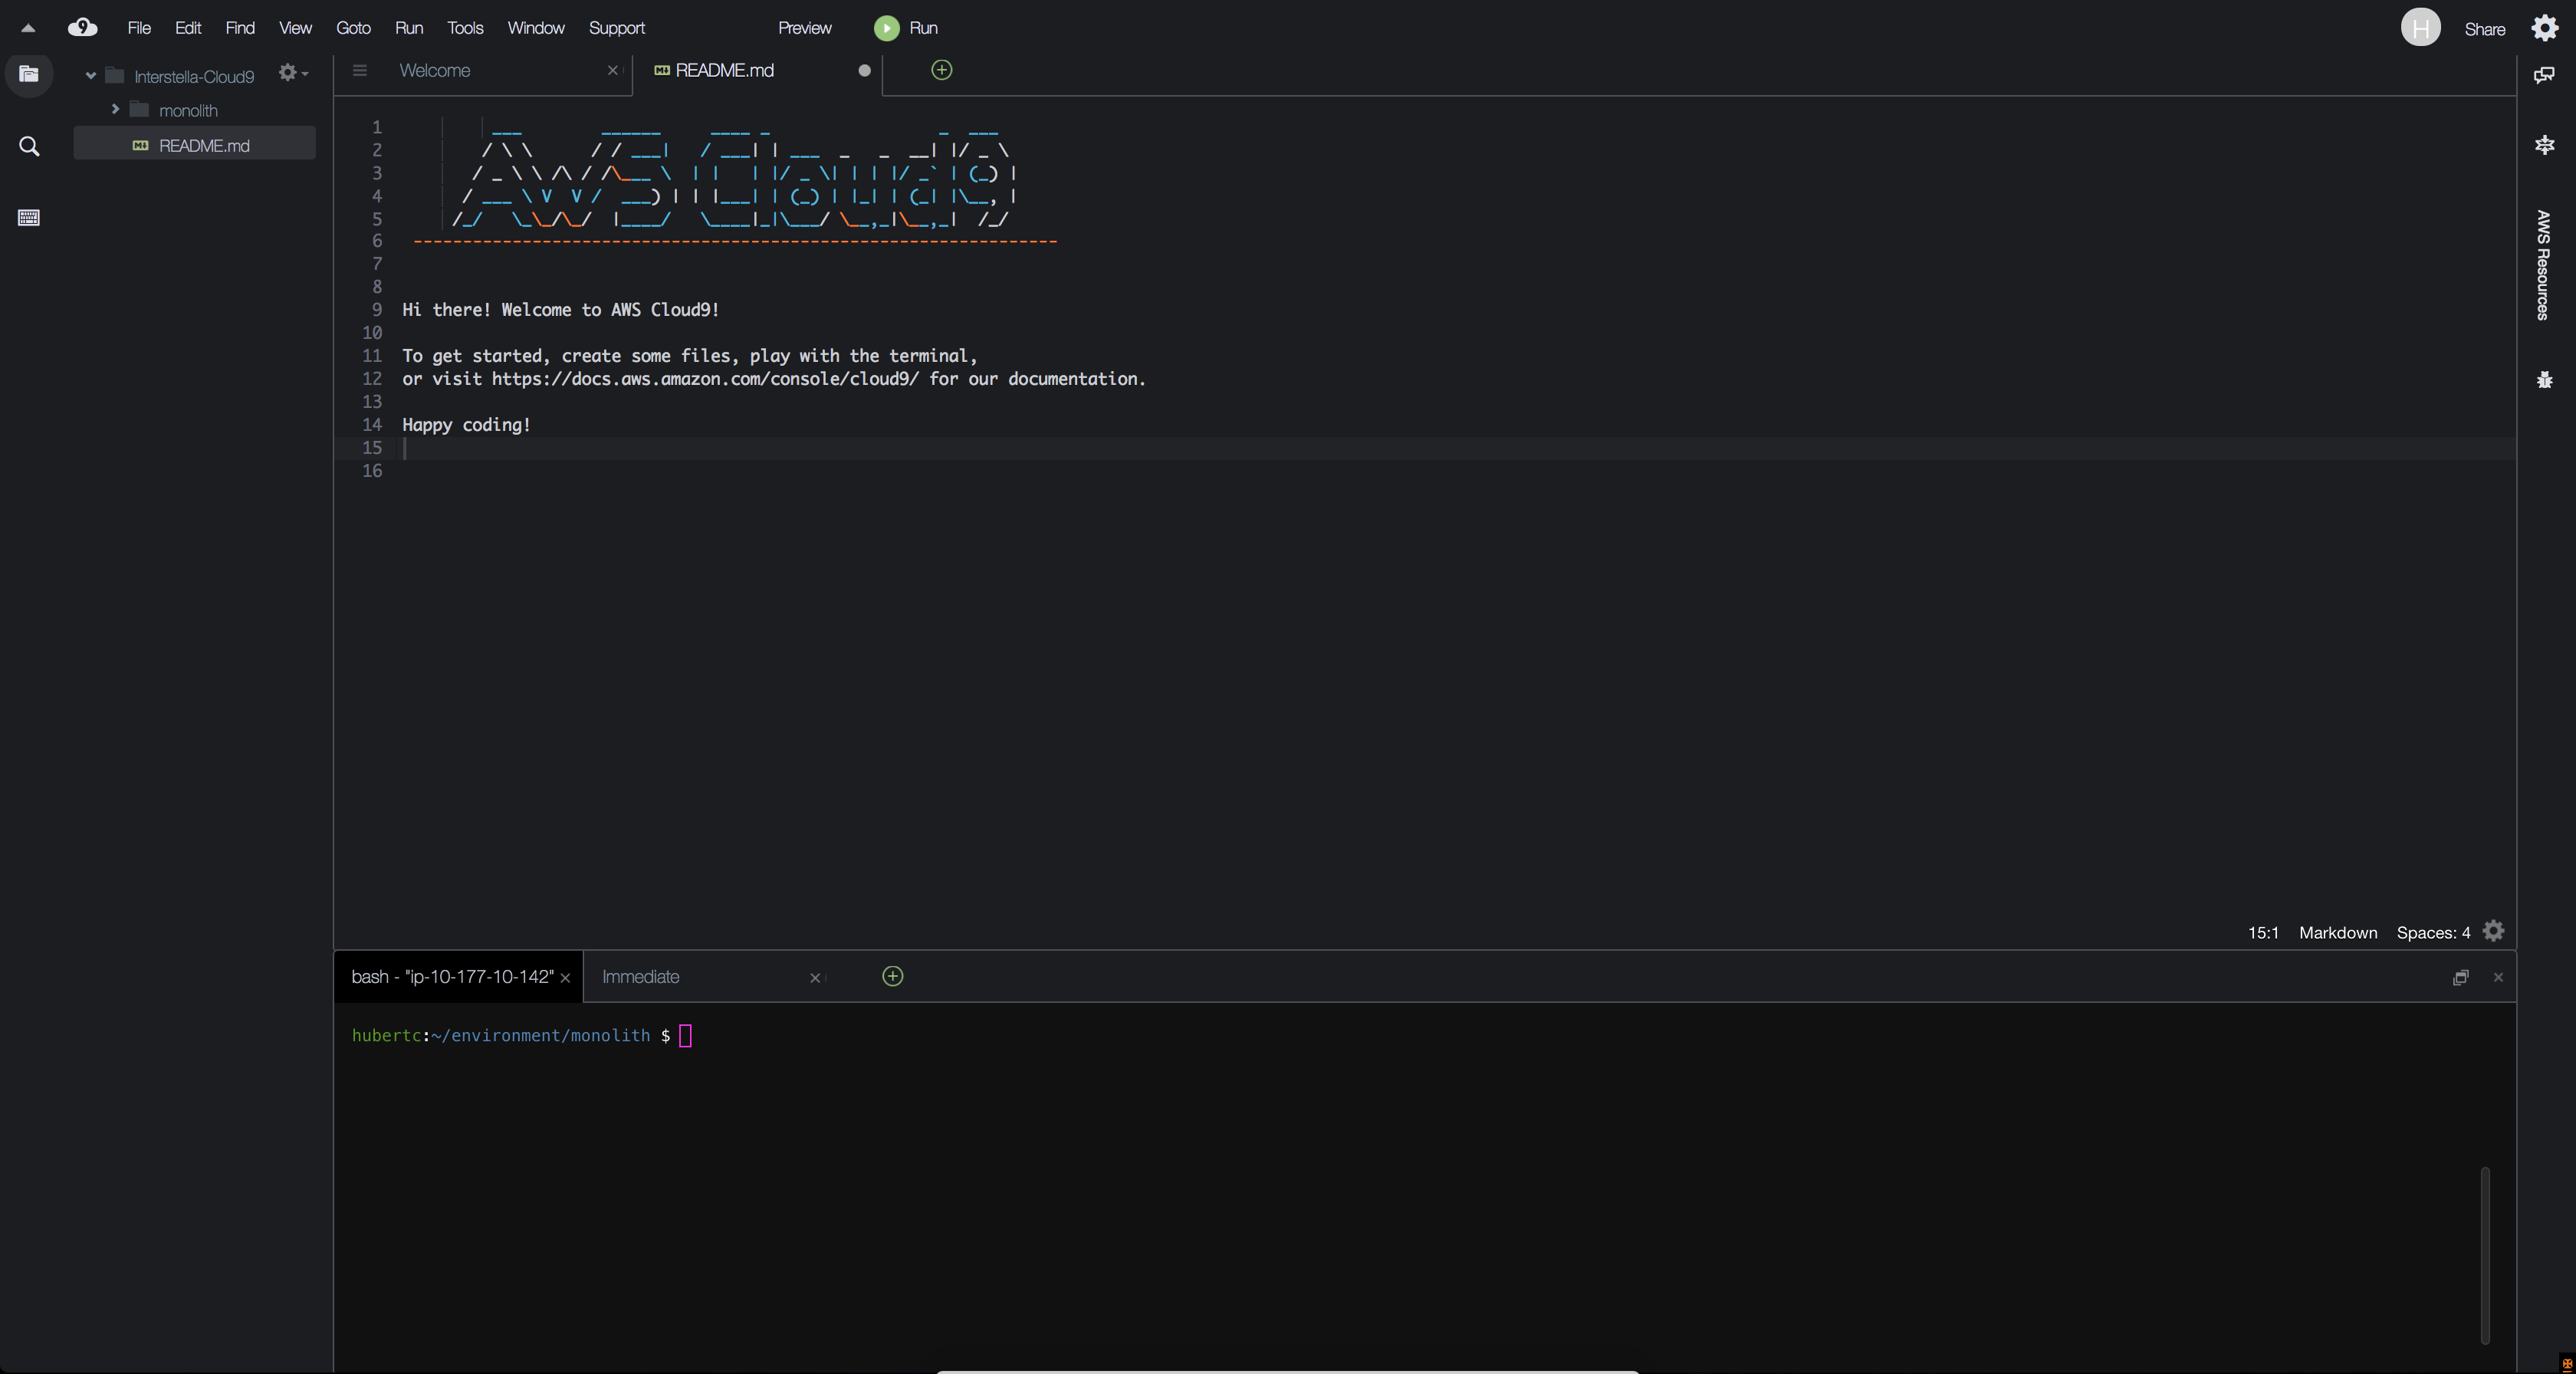 9 File Edit Find View Goto Run Tools Window Support Preview Run H Share
Interstella-Cloud9
monolith
README.md
Welcome
README.md
1
2
3
4
5
6 -----------------------------------------------------------------
7
8
9 Hi there! Welcome to AWS Cloud9!
10
11 To get started, create some files, play with the terminal,
12 or visit https://docs.aws.amazon.com/console/cloud9/ for our documentation.
13
14 Happy coding!
15
16
AWS Cloud9
15:1 Markdown Spaces: 4
bash - "ip-10-177-10-142" Immediate
hubertc:~/environment/monolith $
AWS Resources